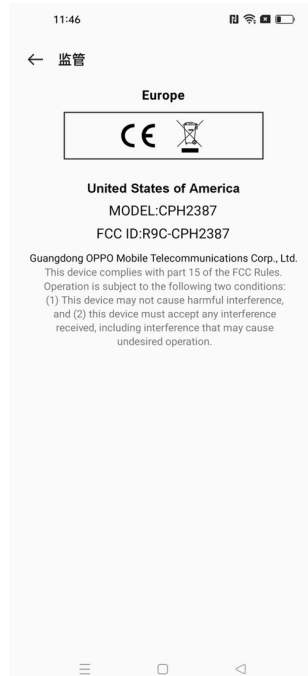 11:46
监管
Europe
CE
United States of America
MODEL:CPH2387
FCC ID:R9C-CPH2387
Guangdong OPPO Mobile Telecommunications Corp., Ltd.
This device complies with part 15 of the FCC Rules.
Operation is subject to the following two conditions:
(1) This device may not cause harmful interference,
and (2) this device must accept any interference
received, including interference that may cause
undesired operation.